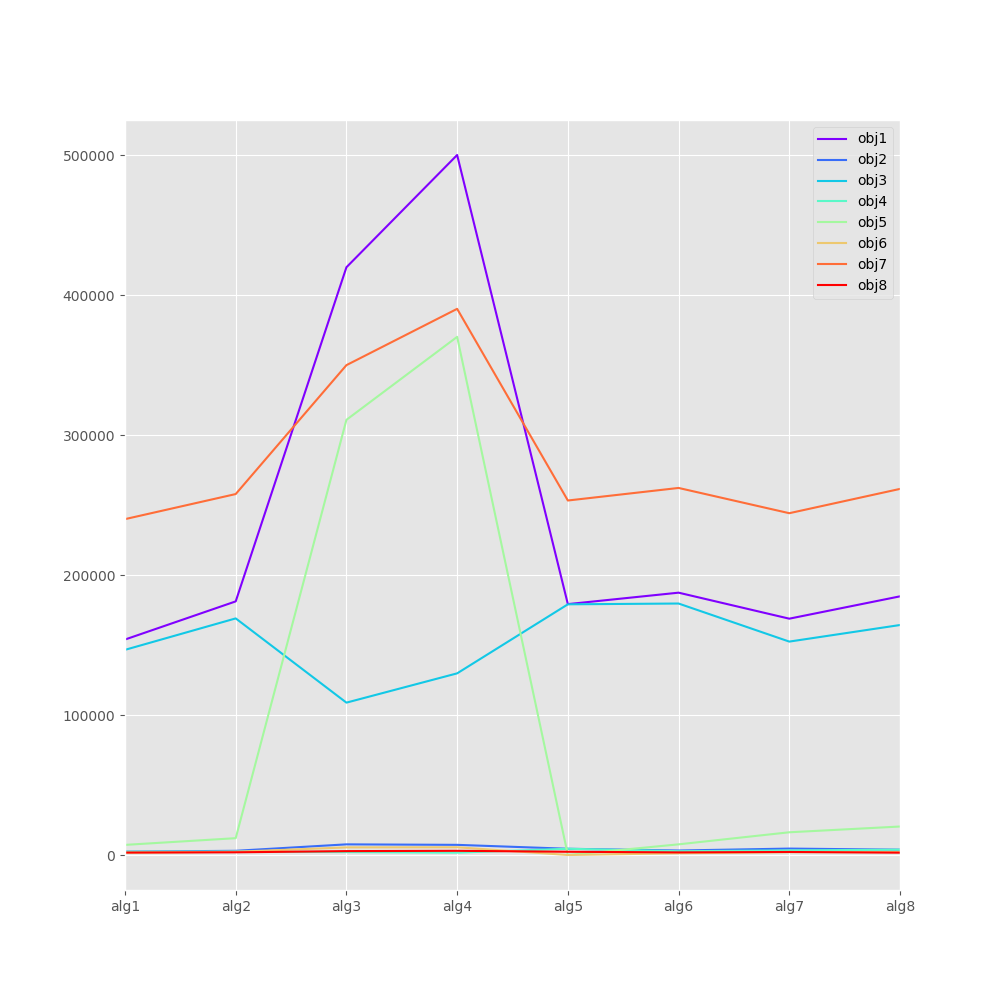 500000
400000
300000
200000
100000
0
alg1 alg2 alg3 alg4 alg5 alg6 alg7 alg8
obj1
obj2
obj3
obj4
obj5
obj6
obj7
obj8